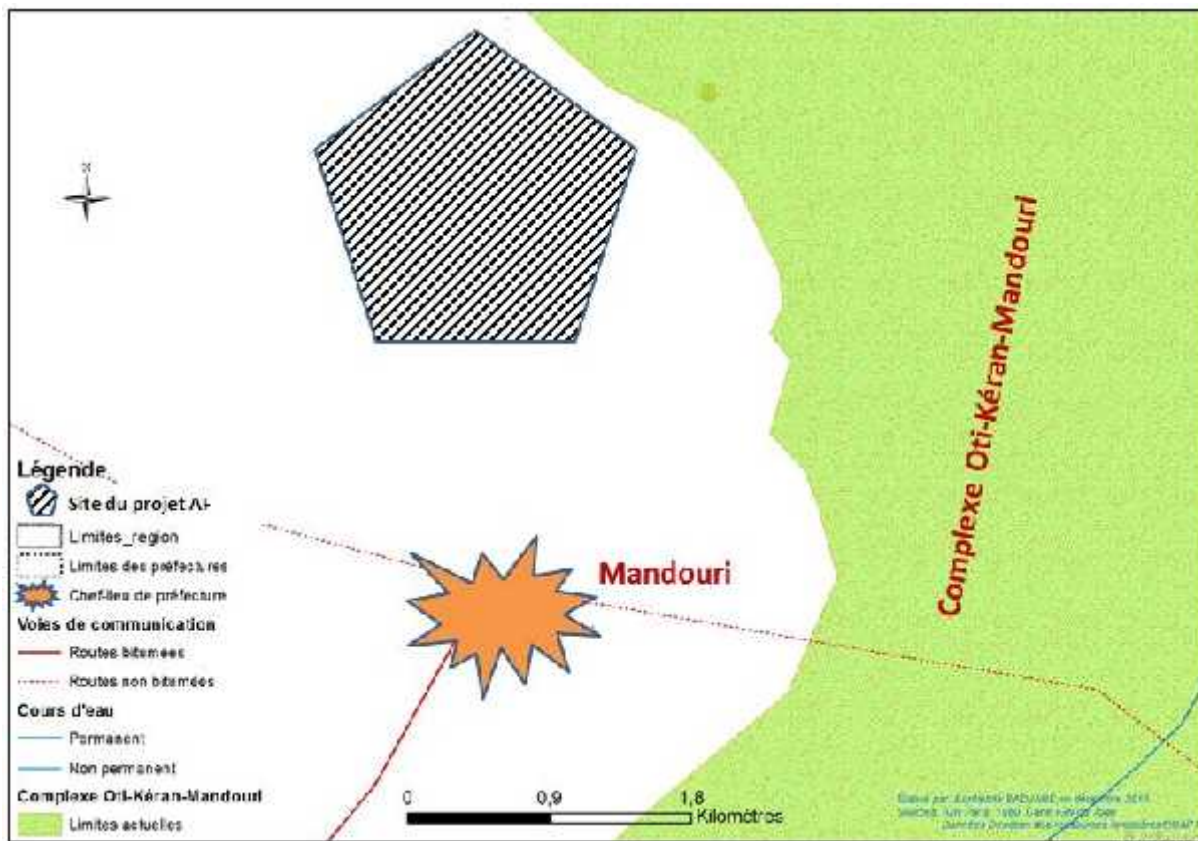 N
Complexe Oti-Kéran-Mandouri
Légende
Site du projet AF
Limites_region
Limites des préfectures
Chef-lieu de préfecture
Voies de communication
Routes bitumées
Routes non bitumées
Cours d'eau
Permanent
Non permanent
Complexe Oti-Kéran-Mandouri
Limites actuelles
Mandouri
0 0,9 1,8
Kilomètres